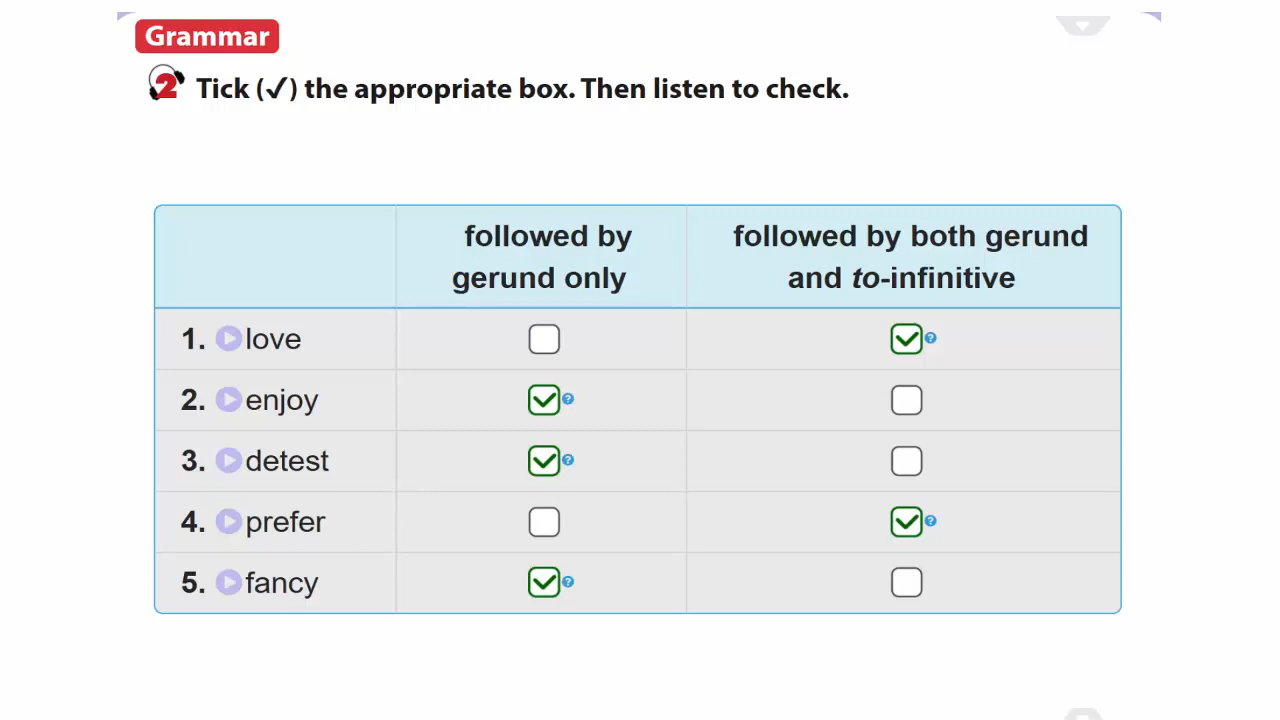 Grammar
2 Tick (✓) the appropriate box. Then listen to check.
followed by gerund only
followed by both gerund and to-infinitive
1. love ✓ ?
2. enjoy ✓ ?
3. detest ✓ ?
4. prefer ✓ ?
5. fancy ✓ ?